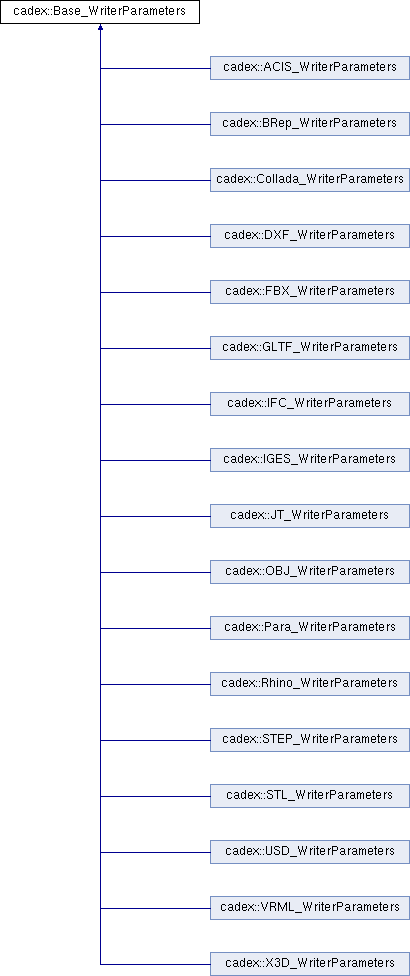 cadex::Base_WriterParameters
cadex::ACIS_WriterParameters
cadex::BRep_WriterParameters
cadex::Collada_WriterParameters
cadex::DXF_WriterParameters
cadex::FBX_WriterParameters
cadex::GLTF_WriterParameters
cadex::IFC_WriterParameters
cadex::IGES_WriterParameters
cadex::JT_WriterParameters
cadex::OBJ_WriterParameters
cadex::Para_WriterParameters
cadex::Rhino_WriterParameters
cadex::STEP_WriterParameters
cadex::STL_WriterParameters
cadex::USD_WriterParameters
cadex::VRML_WriterParameters
cadex::X3D_WriterParameters